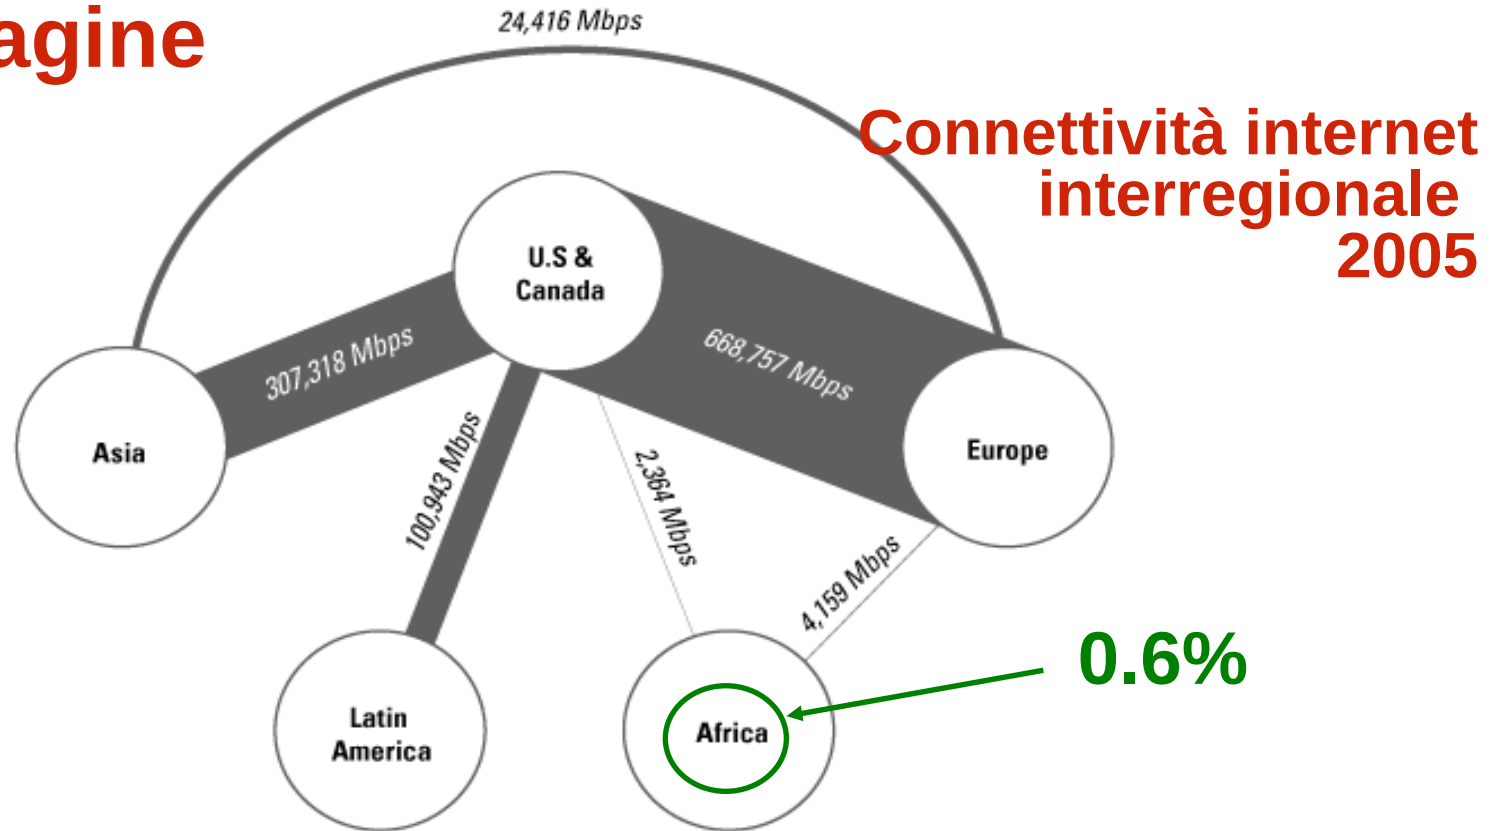 agine
24,416 Mbps
Connettività internet
interregionale
2005
U.S &
Canada
307,318 Mbps
668,757 Mbps
Asia
100,943 Mbps
2,364 Mbps
Europe
4,159 Mbps
0.6%
Latin
America
Africa